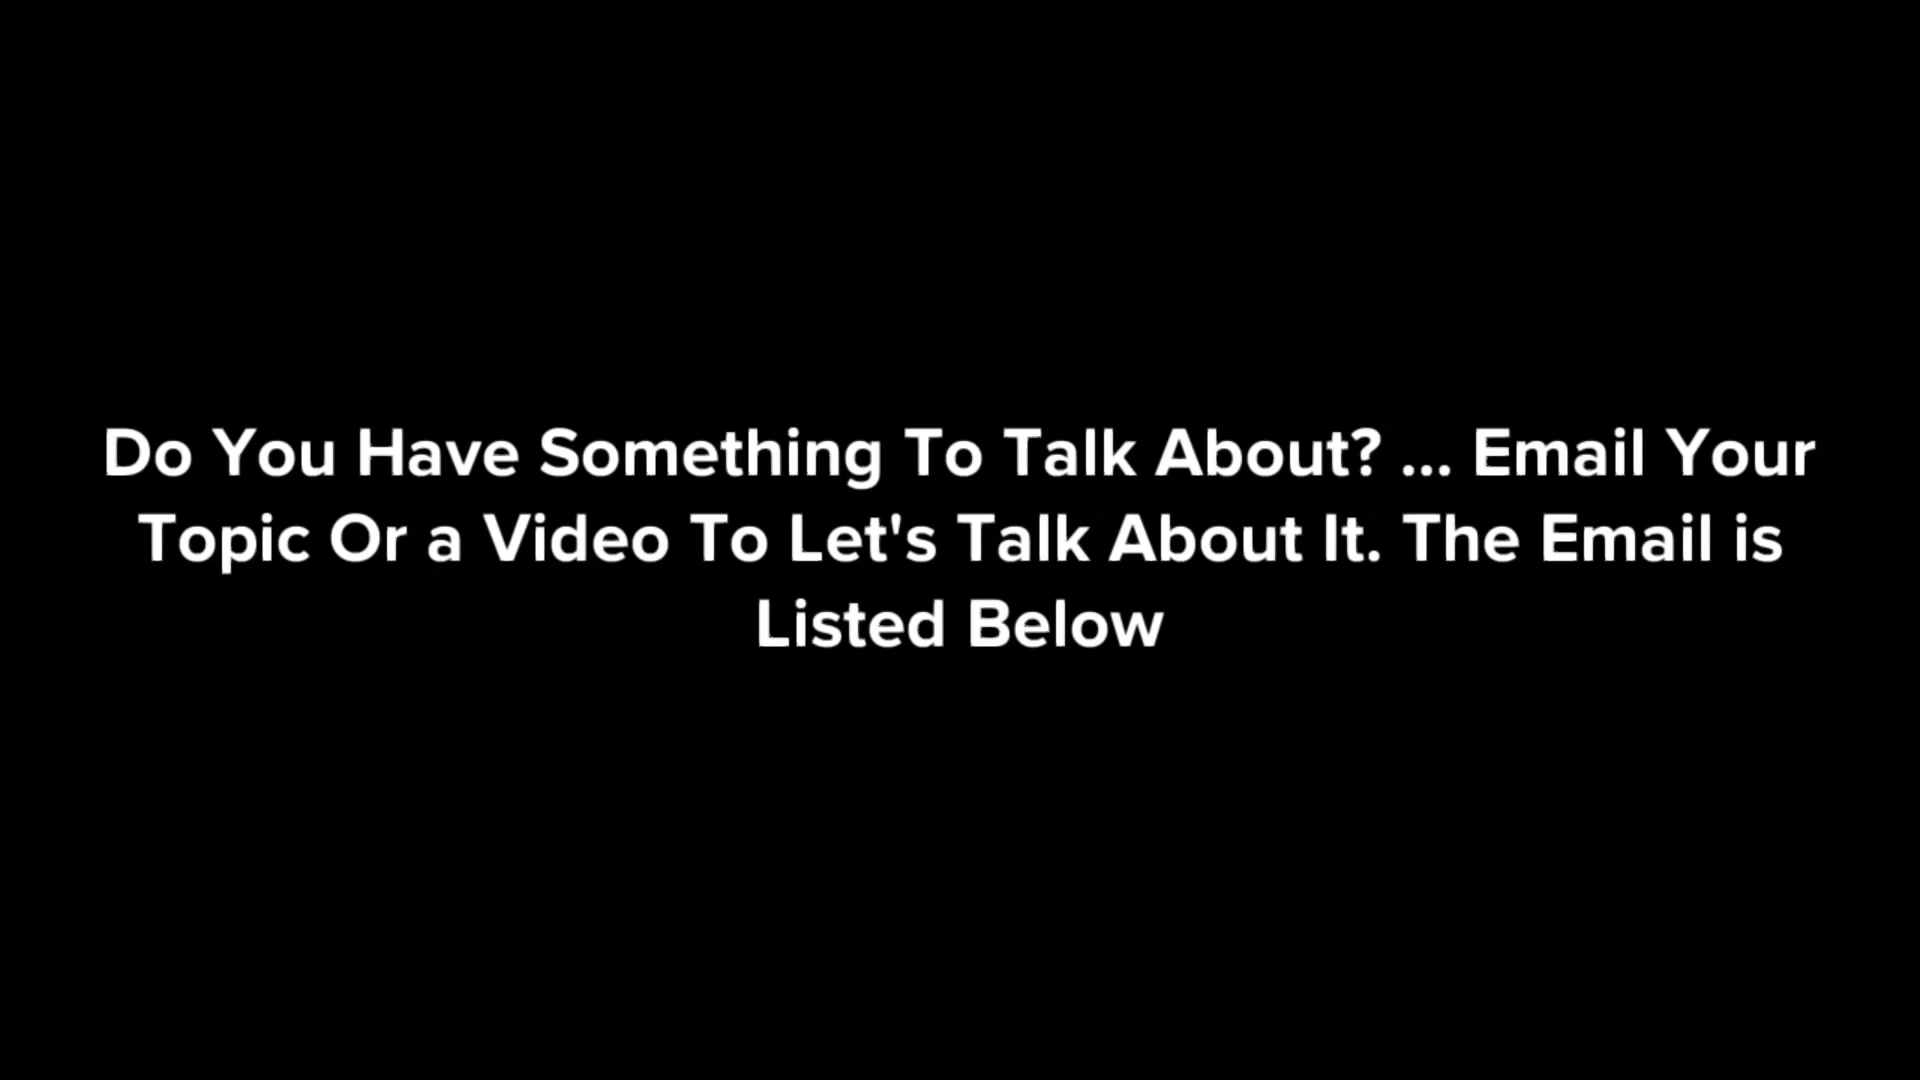 Do You Have Something To Talk About? ... Email Your
Topic Or a Video To Let's Talk About It. The Email is
Listed Below